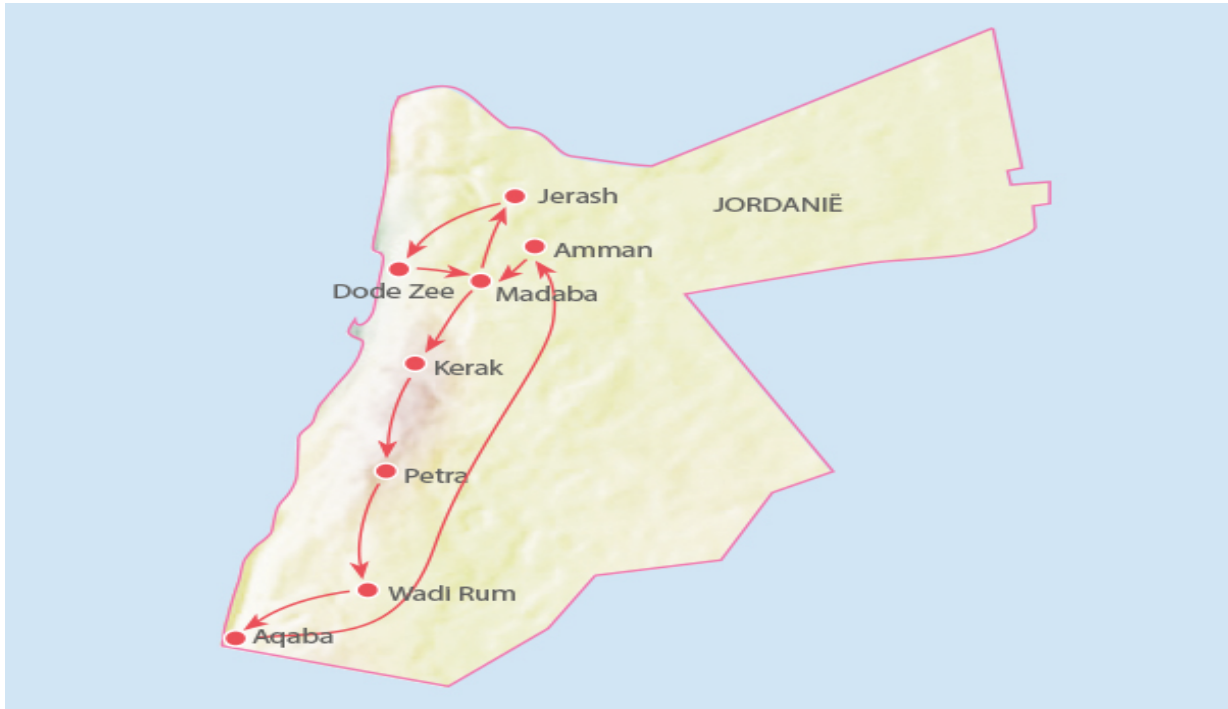 Jerash
JORDANIË
Amman
Dode Zee
Madaba
Kerak
Petra
WadI Rum
Aqaba